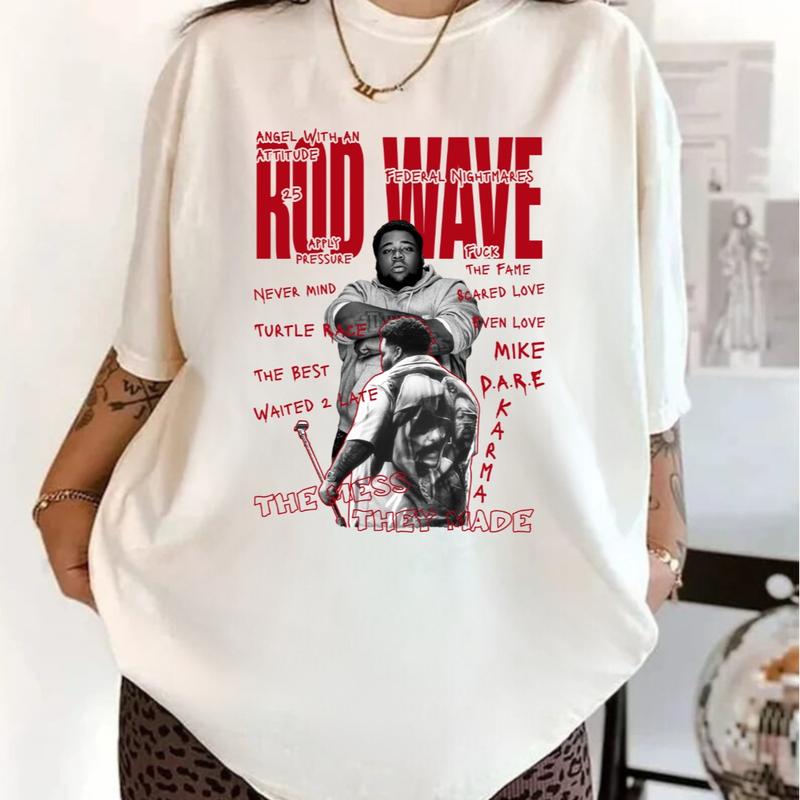 ANGEL WITH AN
ATTITUDE
ROD WAVE
FEDERAL NIGHTMARES
25
APPLY
PRESSURE
FUCK
THE FAME
NEVER MIND
SCARED LOVE
TURTLE RACE
EVEN LOVE
MIKE
THE BEST
D.A.R.E
WAITED 2 LATE
KARMA
THE MESS
THEY MADE